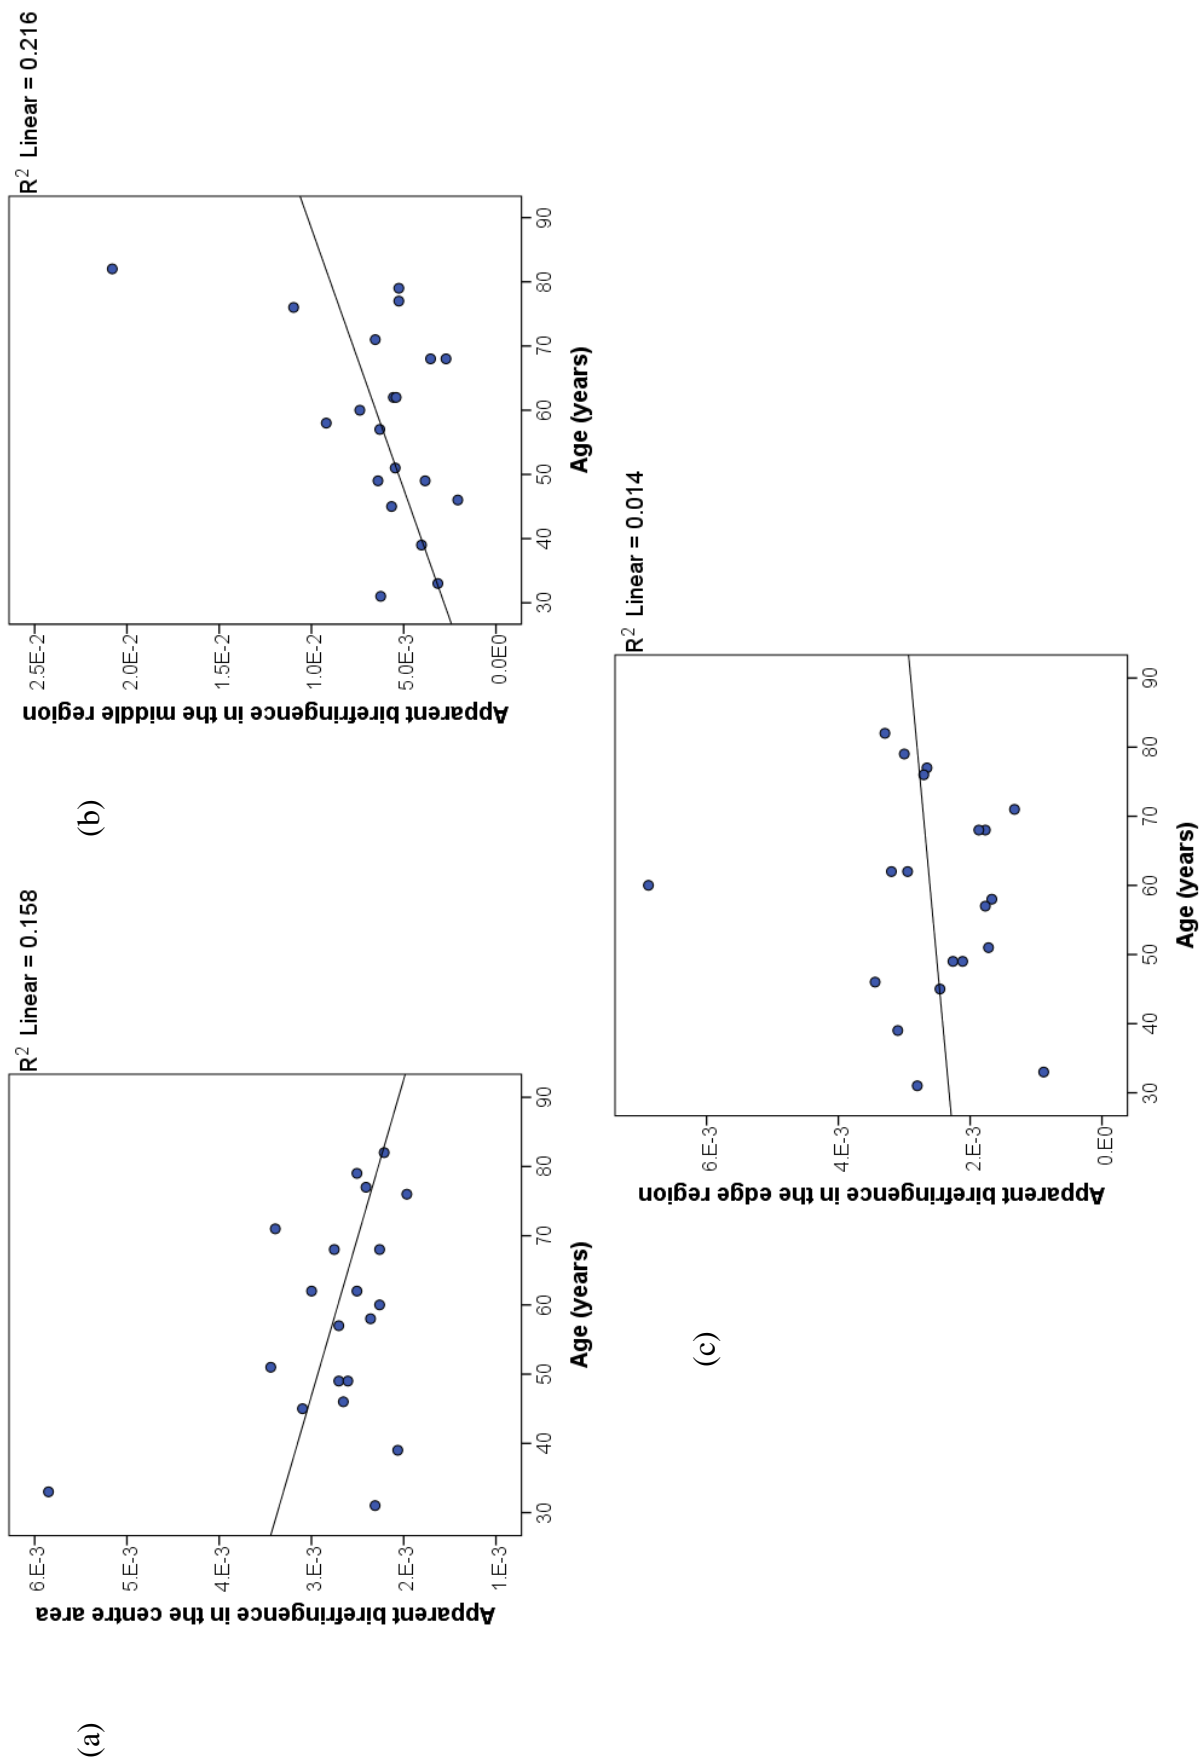 (a)
Apparent birefringence in the centre area
6.E-3
5.E-3
4.E-3
3.E-3
2.E-3
1.E-3
30 40 50 60 70 80 90
Age (years)
R² Linear = 0.158
(b)
Apparent birefringence in the middle region
2.5E-2
2.0E-2
1.5E-2
1.0E-2
5.0E-3
0.0E0
30 40 50 60 70 80 90
Age (years)
R² Linear = 0.216
(c)
Apparent birefringence in the edge region
6.E-3
4.E-3
2.E-3
0.E0
30 40 50 60 70 80 90
Age (years)
R² Linear = 0.014